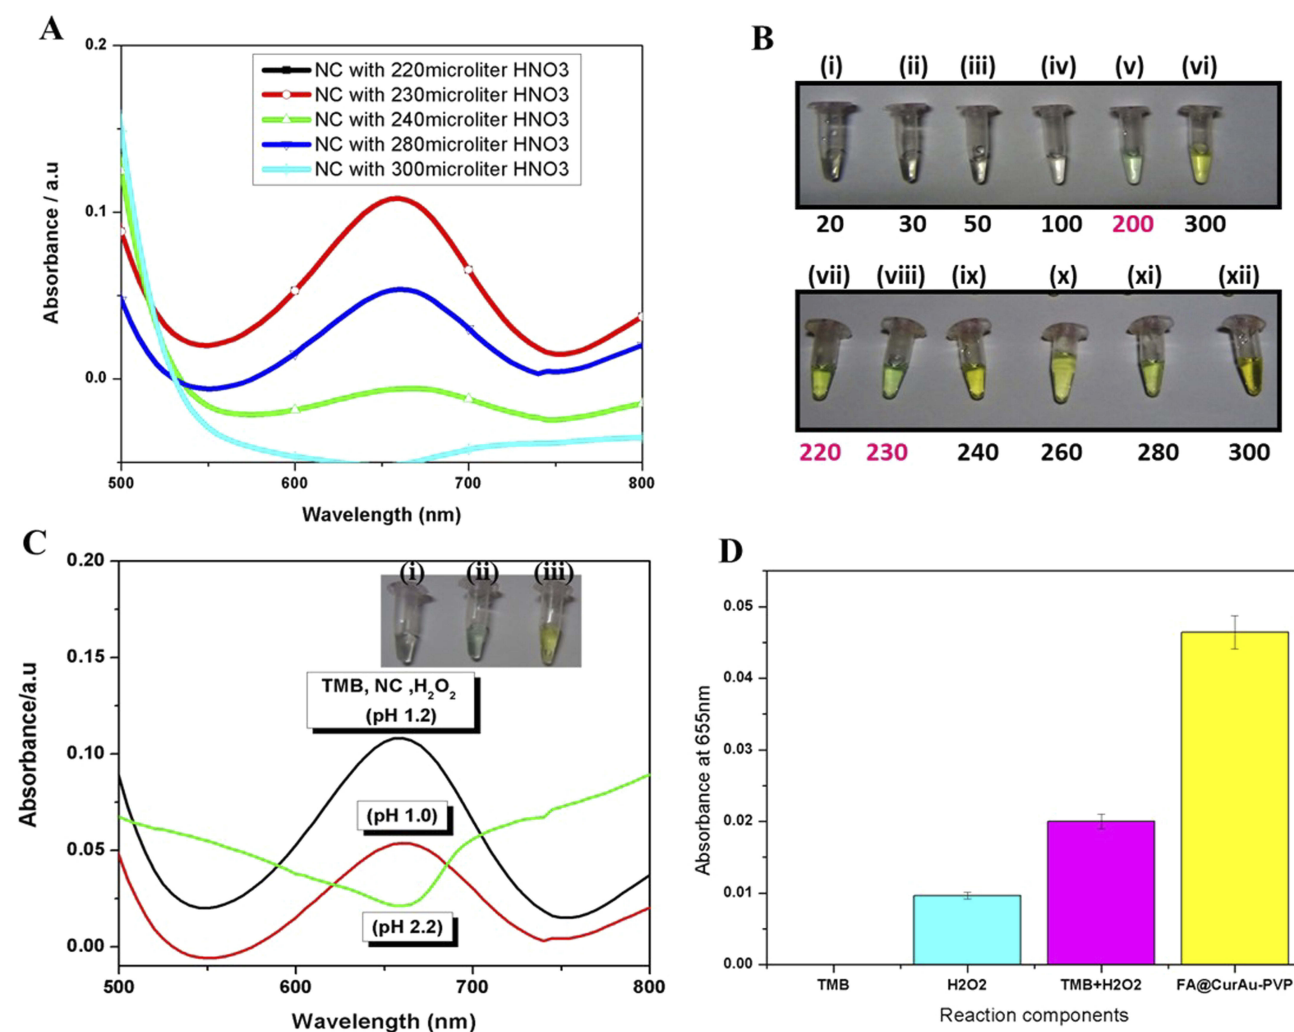 A
0.2
0.1
0.0
Absorbance / a.u
NC with 220microliter HNO3
NC with 230microliter HNO3
NC with 240microliter HNO3
NC with 280microliter HNO3
NC with 300microliter HNO3
500 600 700 800
Wavelength (nm)
B
(i) (ii) (iii) (iv) (v) (vi)
20 30 50 100 200 300
(vii) (viii) (ix) (x) (xi) (xii)
220 230 240 260 280 300
C
0.20
0.15
0.10
0.05
0.00
Absorbance/a.u
(i) (ii) (iii)
TMB, NC ,H₂O₂
(pH 1.2)
(pH 1.0)
(pH 2.2)
500 600 700 800
Wavelength (nm)
D
0.05
0.04
0.03
0.02
0.01
0.00
Absorbance at 655nm
TMB H2O2 TMB+H2O2 FA@CurAu-PVP
Reaction components